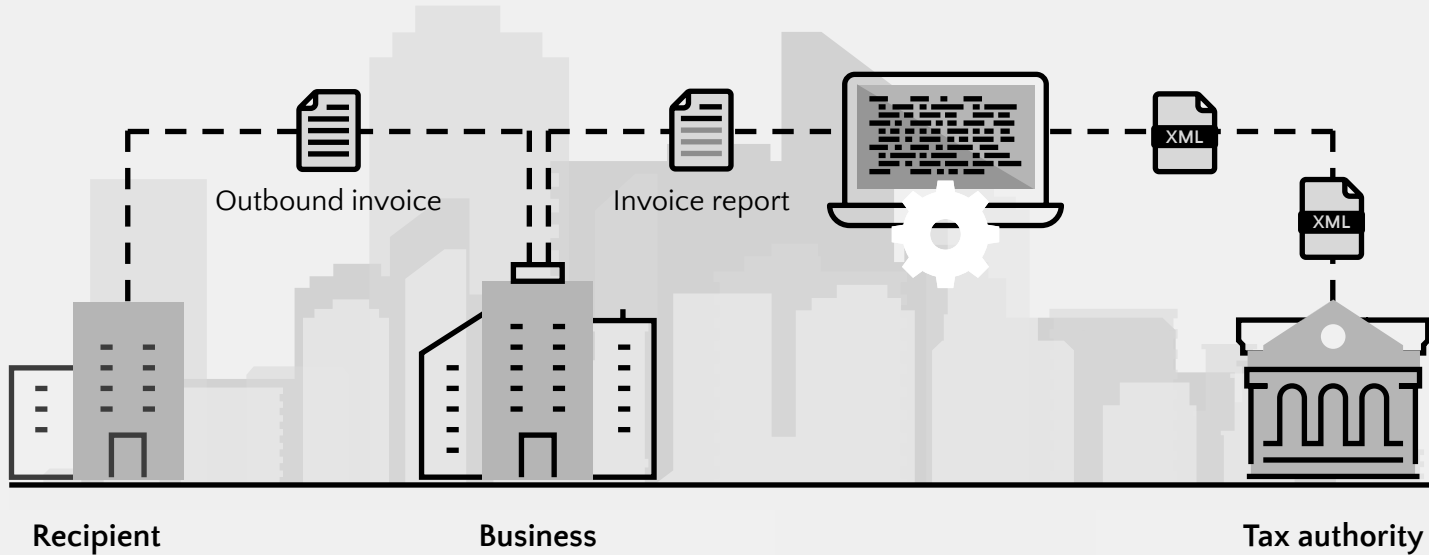 XML
Outbound invoice
Invoice report
XML
Recipient
Business
Tax authority